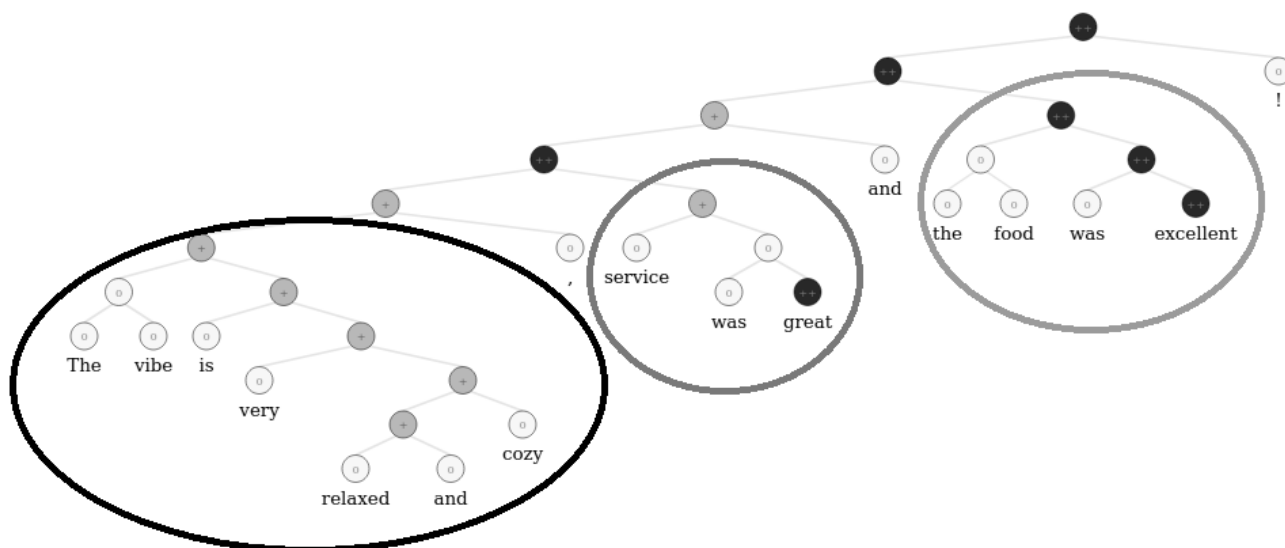 ++
++ o
+ ++ !
++ o o ++
and
+ + o o o ++
the food was excellent
+ o o o
, service
o + o ++
was great
o o o +
The vibe is
o +
very
+ o
cozy
o o
relaxed and